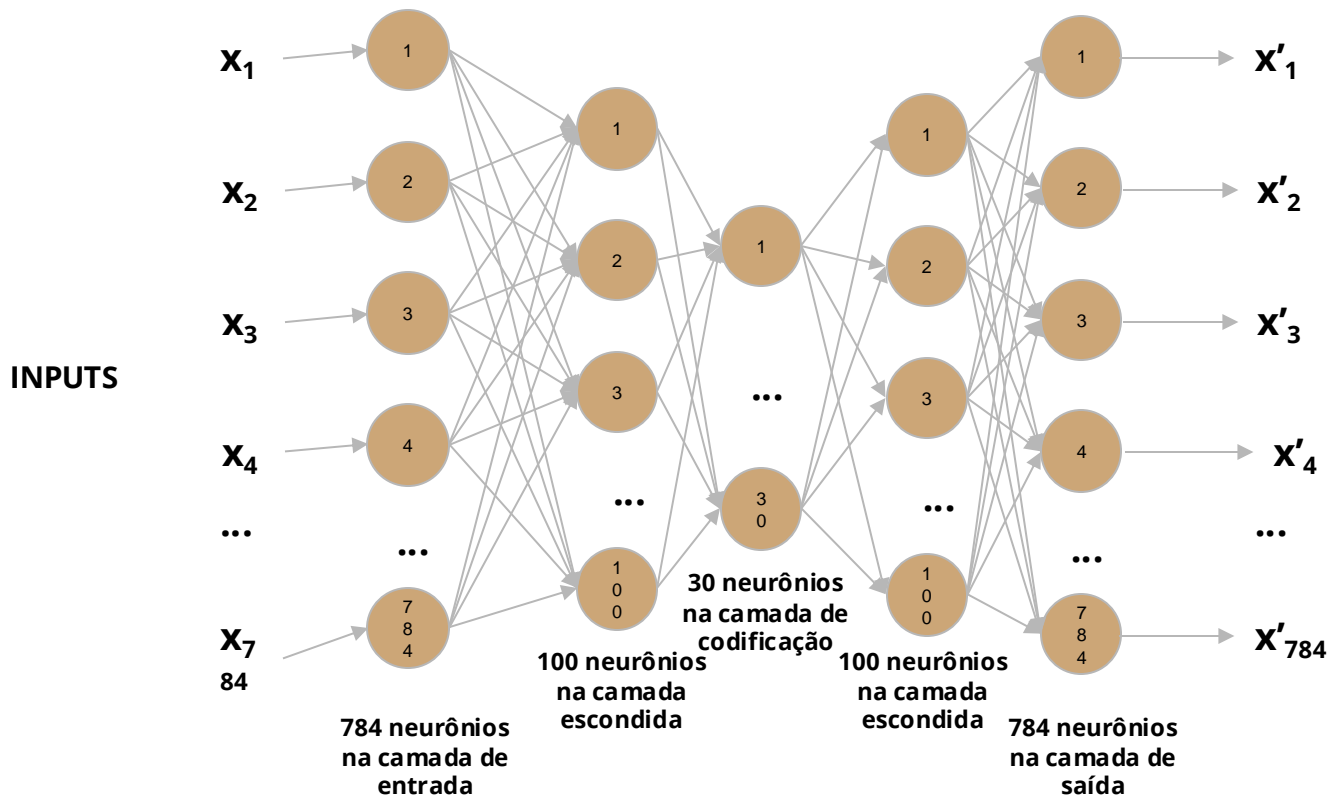 INPUTS
x1
x2
x3
x4
...
x7
84
1
2
3
4
...
7
8
4
784 neurônios
na camada de
entrada
1
2
3
...
1
0
0
100 neurônios
na camada
escondida
1
...
3
0
30 neurônios
na camada de
codificação
1
2
3
...
1
0
0
100 neurônios
na camada
escondida
1
2
3
4
...
7
8
4
784 neurônios
na camada de
saída
x’1
x’2
x’3
x’4
...
x’784